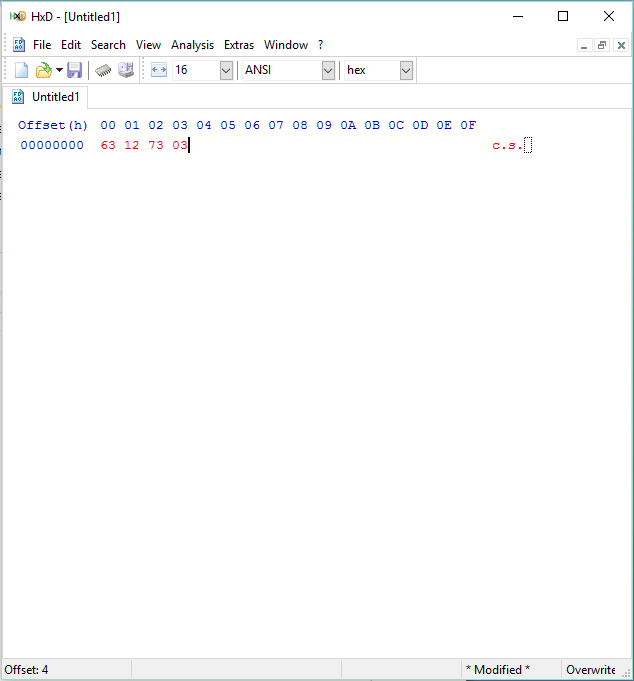 HxD - [Untitled1]
File Edit Search View Analysis Extras Window ?
16 ANSI hex
Untitled1
Offset(h) 00 01 02 03 04 05 06 07 08 09 0A 0B 0C 0D 0E 0F
00000000 63 12 73 03 c.s.
Offset: 4 * Modified * Overwrite